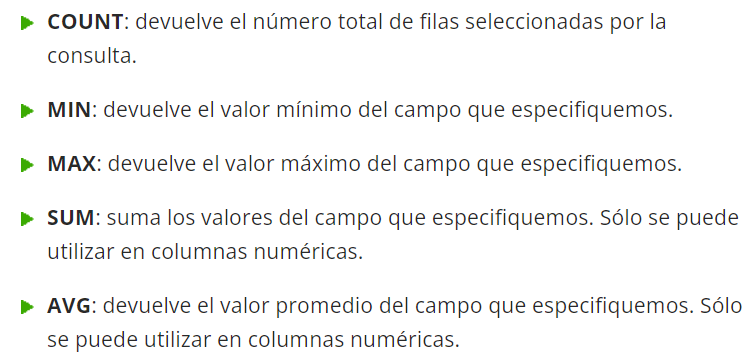 COUNT: devuelve el número total de filas seleccionadas por la
consulta.
MIN: devuelve el valor mínimo del campo que especifiquemos.
MAX: devuelve el valor máximo del campo que especifiquemos.
SUM: suma los valores del campo que especifiquemos. Sólo se puede
utilizar en columnas numéricas.
AVG: devuelve el valor promedio del campo que especifiquemos. Sólo
se puede utilizar en columnas numéricas.